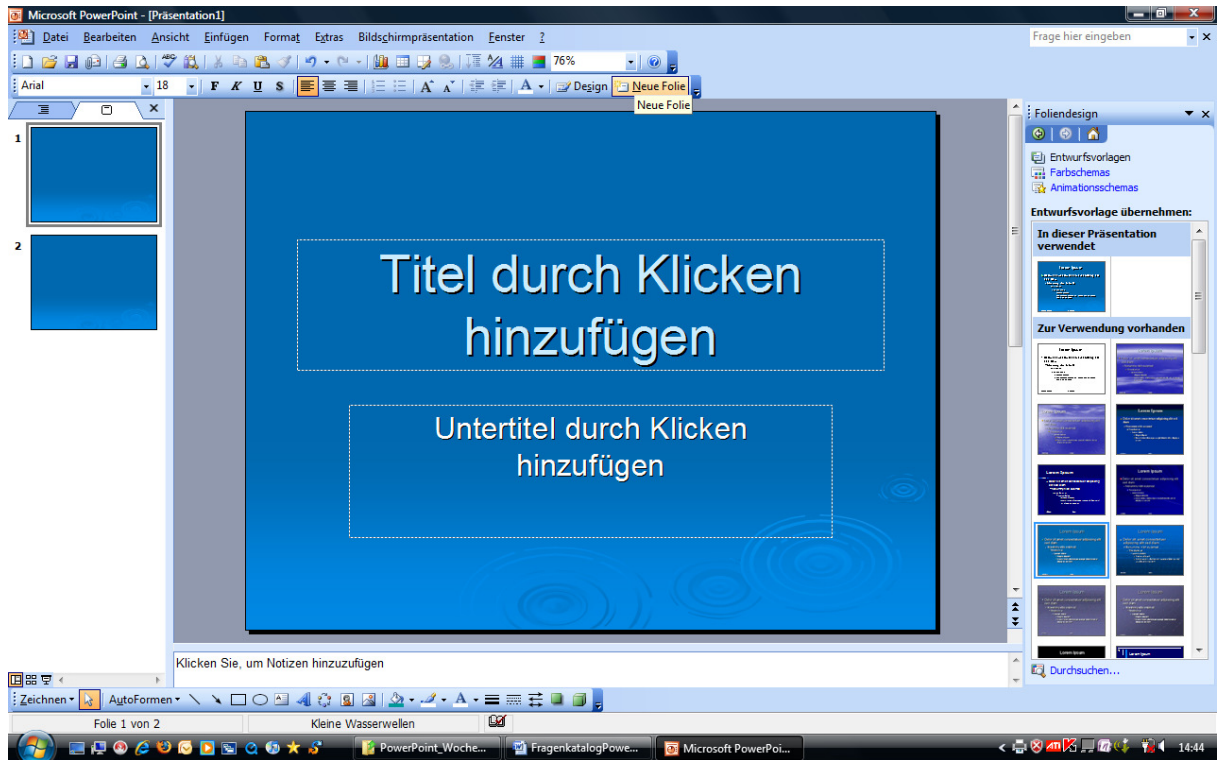 Microsoft PowerPoint - [Präsentation1]
Datei Bearbeiten Ansicht Einfügen Format Extras Bildschirmpräsentation Fenster ?
Frage hier eingeben
76%
Arial 18 F K U S A A A Design Neue Folie
Neue Folie
Foliendesign
1
Entwurfsvorlagen
Farbschemas
Animationsschemas
Entwurfsvorlage übernehmen:
In dieser Präsentation
verwendet
2
Titel durch Klicken
hinzufügen
Zur Verwendung vorhanden
Untertitel durch Klicken
hinzufügen
Klicken Sie, um Notizen hinzuzufügen
Durchsuchen...
Zeichnen AutoFormen A
Folie 1 von 2 Kleine Wasserwellen
PowerPoint_Woche... FragenkatalogPowe... Microsoft PowerPoi... 14:44